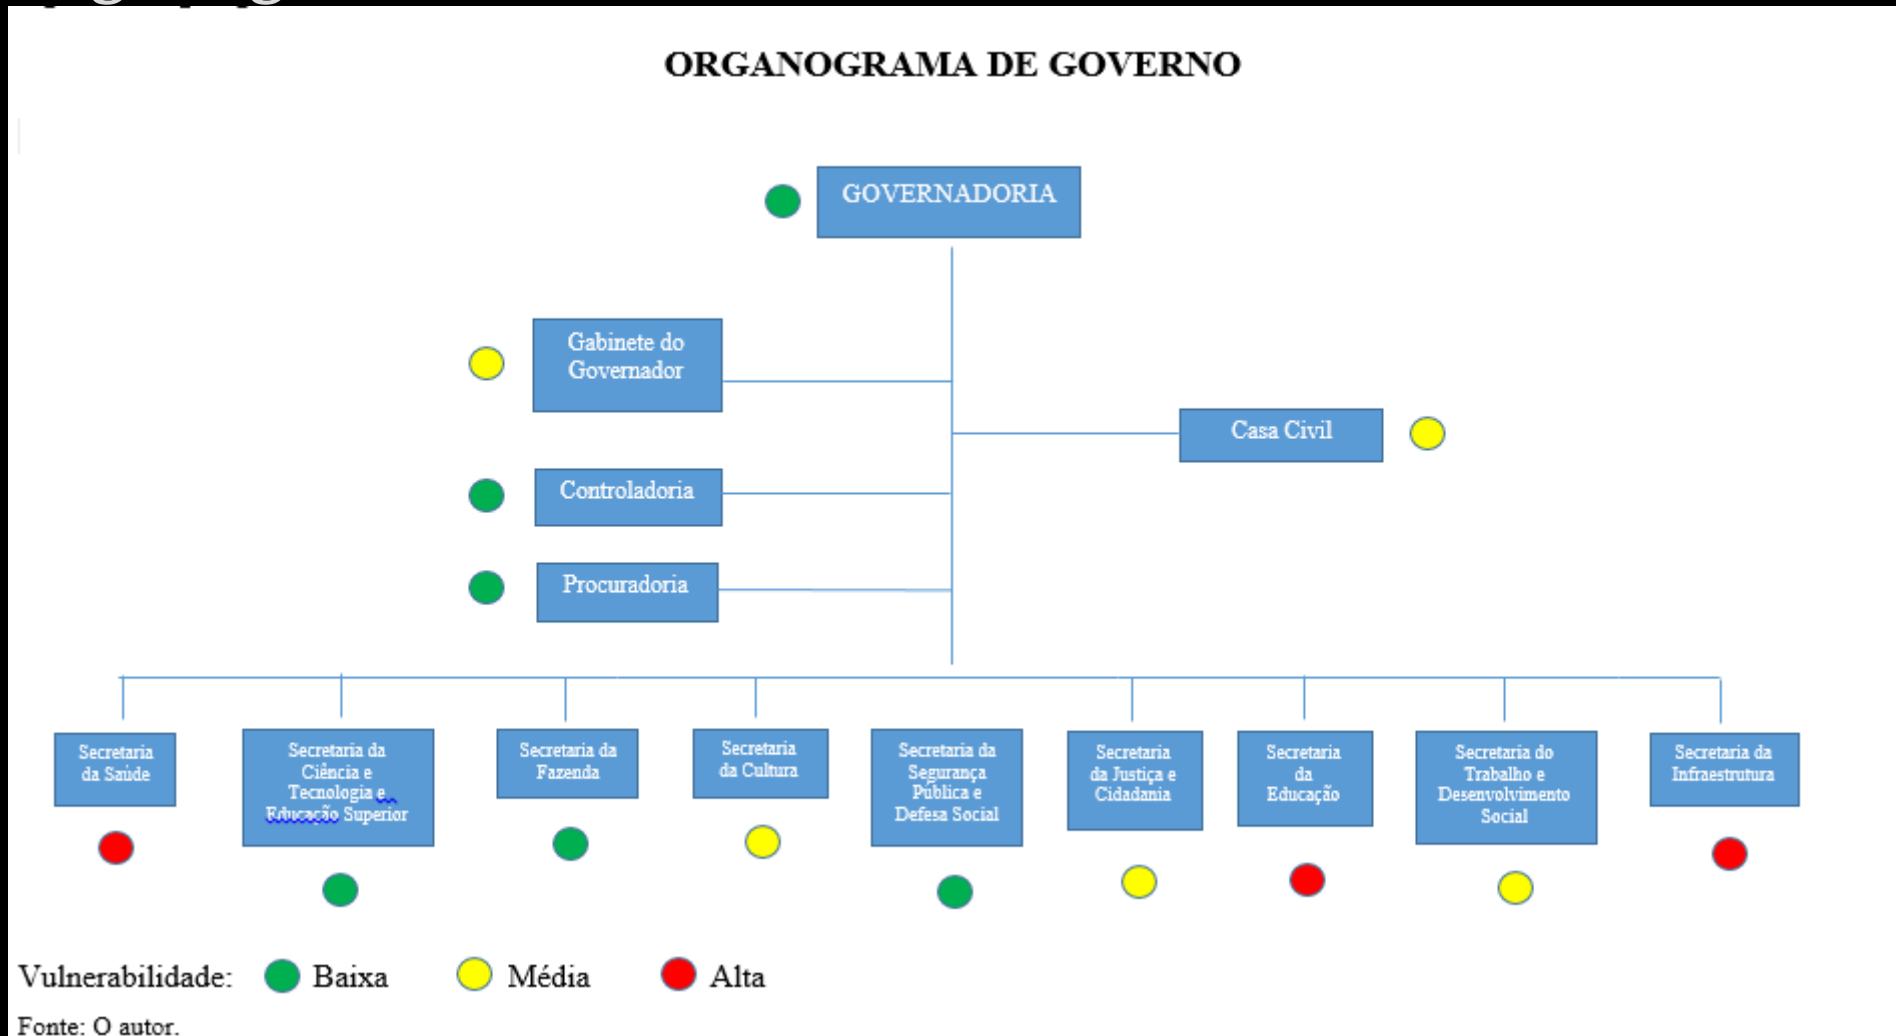 ORGANOGRAMA DE GOVERNO
GOVERNADORIA
Gabinete do
Governador
Casa Civil
Controladoria
Procuradoria
Secretaria
da Saúde
Secretaria da
Ciência e
Tecnologia e
Educação Superior
Secretaria da
Fazenda
Secretaria
da Cultura
Secretaria da
Segurança
Pública e
Defesa Social
Secretaria
da Justiça e
Cidadania
Secretaria
da
Educação
Secretaria do
Trabalho e
Desenvolvimento
Social
Secretaria da
Infraestrutura
Vulnerabilidade: Baixa Média Alta
Fonte: O autor.